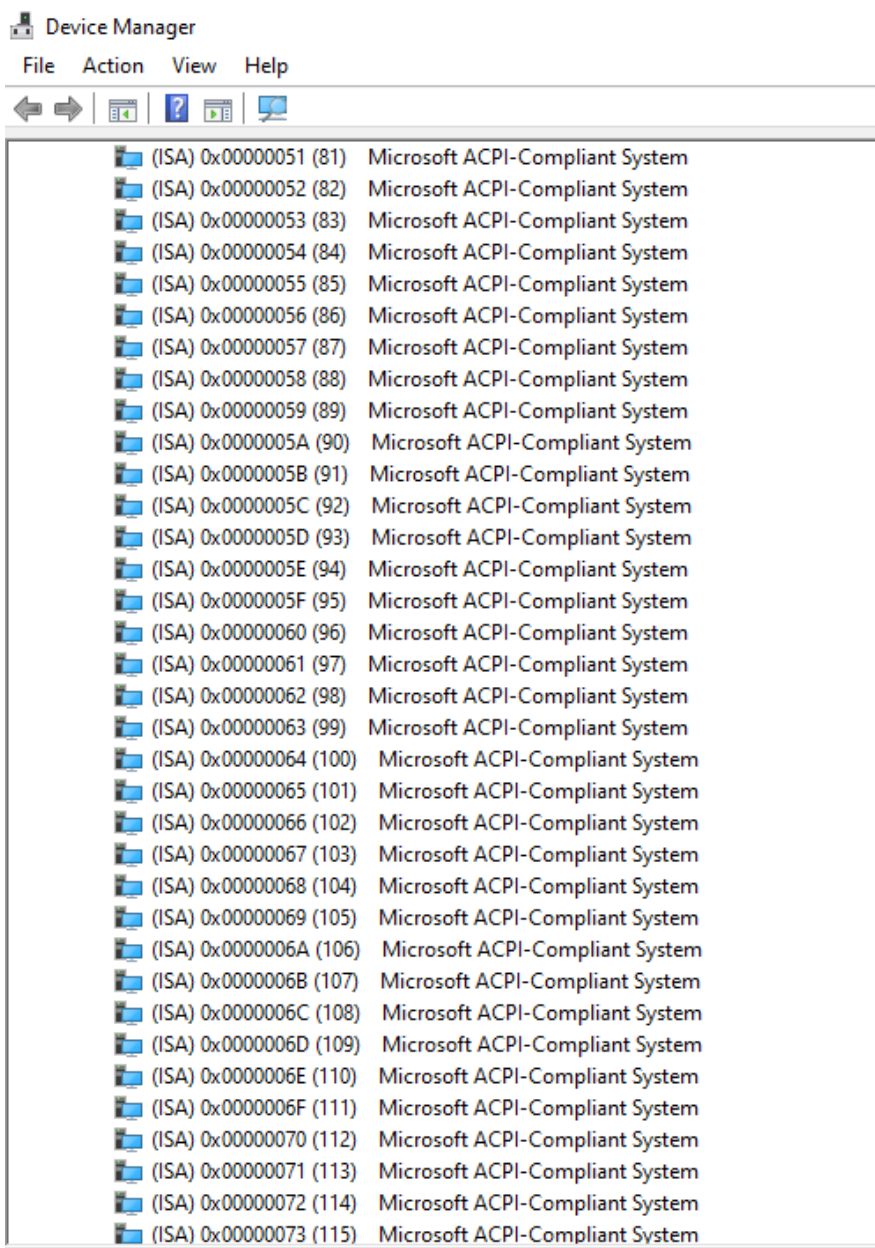 Device Manager
File Action View Help
(ISA) 0x00000051 (81) Microsoft ACPI-Compliant System
(ISA) 0x00000052 (82) Microsoft ACPI-Compliant System
(ISA) 0x00000053 (83) Microsoft ACPI-Compliant System
(ISA) 0x00000054 (84) Microsoft ACPI-Compliant System
(ISA) 0x00000055 (85) Microsoft ACPI-Compliant System
(ISA) 0x00000056 (86) Microsoft ACPI-Compliant System
(ISA) 0x00000057 (87) Microsoft ACPI-Compliant System
(ISA) 0x00000058 (88) Microsoft ACPI-Compliant System
(ISA) 0x00000059 (89) Microsoft ACPI-Compliant System
(ISA) 0x0000005A (90) Microsoft ACPI-Compliant System
(ISA) 0x0000005B (91) Microsoft ACPI-Compliant System
(ISA) 0x0000005C (92) Microsoft ACPI-Compliant System
(ISA) 0x0000005D (93) Microsoft ACPI-Compliant System
(ISA) 0x0000005E (94) Microsoft ACPI-Compliant System
(ISA) 0x0000005F (95) Microsoft ACPI-Compliant System
(ISA) 0x00000060 (96) Microsoft ACPI-Compliant System
(ISA) 0x00000061 (97) Microsoft ACPI-Compliant System
(ISA) 0x00000062 (98) Microsoft ACPI-Compliant System
(ISA) 0x00000063 (99) Microsoft ACPI-Compliant System
(ISA) 0x00000064 (100) Microsoft ACPI-Compliant System
(ISA) 0x00000065 (101) Microsoft ACPI-Compliant System
(ISA) 0x00000066 (102) Microsoft ACPI-Compliant System
(ISA) 0x00000067 (103) Microsoft ACPI-Compliant System
(ISA) 0x00000068 (104) Microsoft ACPI-Compliant System
(ISA) 0x00000069 (105) Microsoft ACPI-Compliant System
(ISA) 0x0000006A (106) Microsoft ACPI-Compliant System
(ISA) 0x0000006B (107) Microsoft ACPI-Compliant System
(ISA) 0x0000006C (108) Microsoft ACPI-Compliant System
(ISA) 0x0000006D (109) Microsoft ACPI-Compliant System
(ISA) 0x0000006E (110) Microsoft ACPI-Compliant System
(ISA) 0x0000006F (111) Microsoft ACPI-Compliant System
(ISA) 0x00000070 (112) Microsoft ACPI-Compliant System
(ISA) 0x00000071 (113) Microsoft ACPI-Compliant System
(ISA) 0x00000072 (114) Microsoft ACPI-Compliant System
(ISA) 0x00000073 (115) Microsoft ACPI-Compliant System